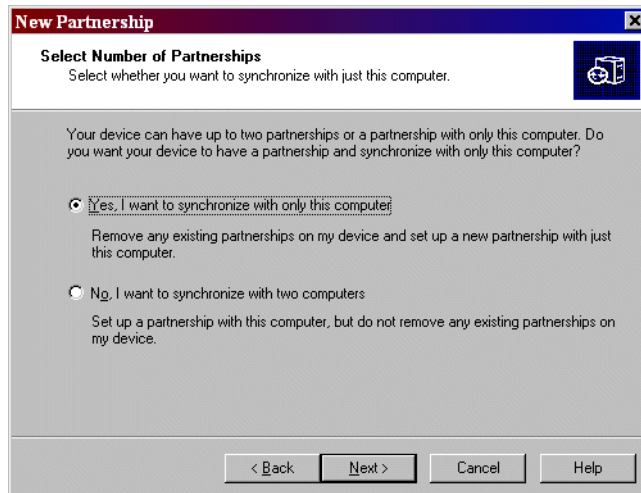 New Partnership
Select Number of Partnerships
Select whether you want to synchronize with just this computer.
Your device can have up to two partnerships or a partnership with only this computer. Do
you want your device to have a partnership and synchronize with only this computer?
Yes, I want to synchronize with only this computer
Remove any existing partnerships on my device and set up a new partnership with just
this computer.
No, I want to synchronize with two computers
Set up a partnership with this computer, but do not remove any existing partnerships on
my device.
< Back
Next >
Cancel
Help